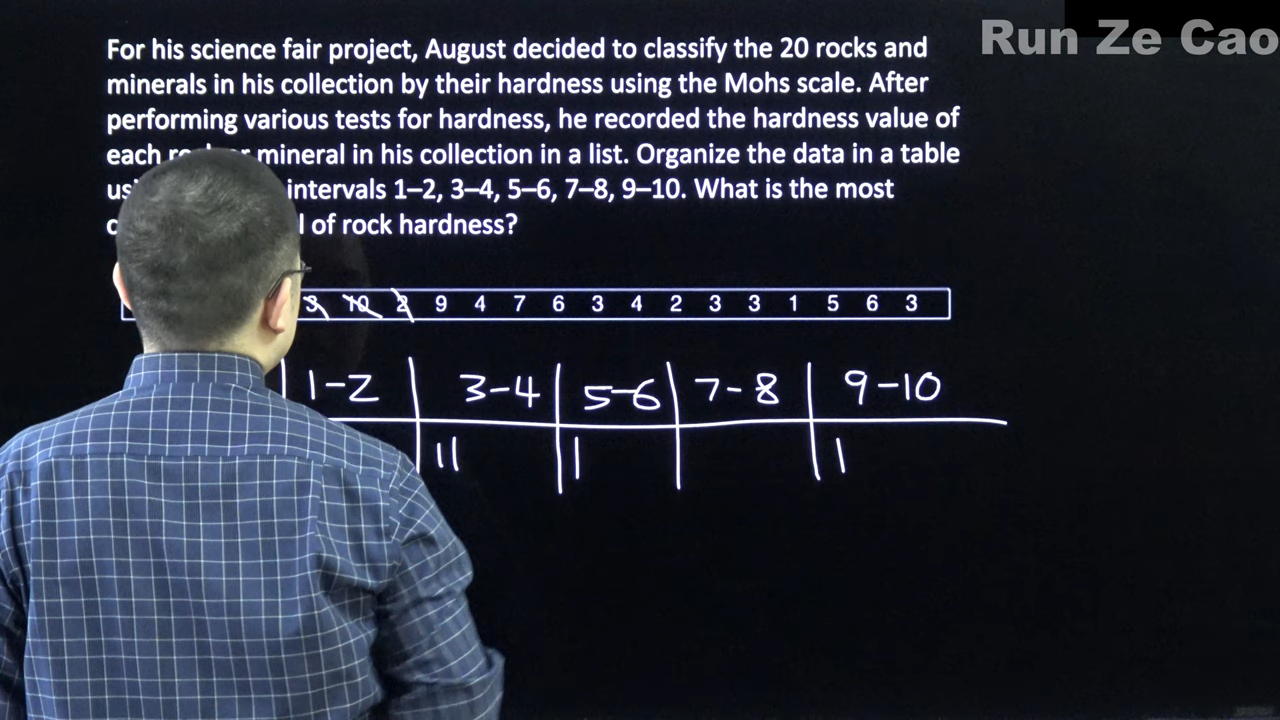 Run Ze Cao
For his science fair project, August decided to classify the 20 rocks and
minerals in his collection by their hardness using the Mohs scale. After
performing various tests for hardness, he recorded the hardness value of
each mineral in his collection in a list. Organize the data in a table
intervals 1–2, 3–4, 5–6, 7–8, 9–10. What is the most
of rock hardness?
3 10 2 9 4 7 6 3 4 2 3 3 1 5 6 3
1-2 3-4 5-6 7-8 9-10
|| | |